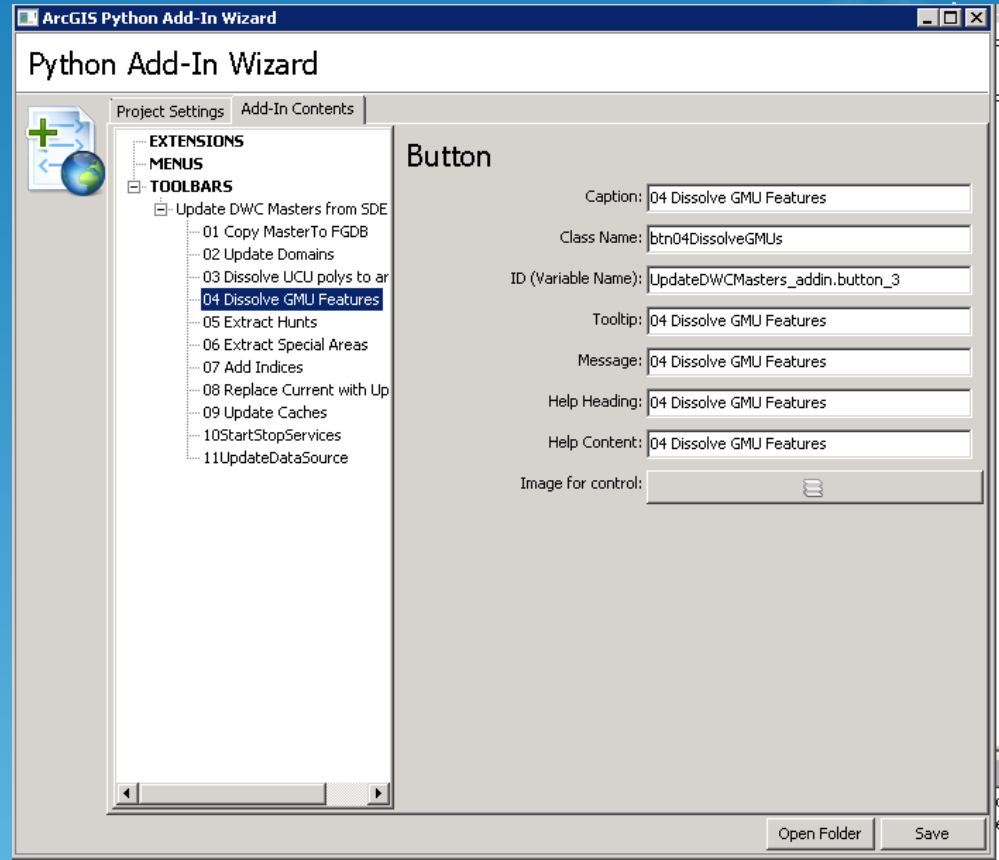 ArcGIS Python Add-In Wizard
Python Add-In Wizard
Project Settings
Add-In Contents
EXTENSIONS
MENUS
TOOLBARS
Update DWC Masters from SDE
01 Copy MasterTo FGDB
02 Update Domains
03 Dissolve UCU polys to ar
04 Dissolve GMU Features
05 Extract Hunts
06 Extract Special Areas
07 Add Indices
08 Replace Current with Up
09 Update Caches
10StartStopServices
11UpdateDataSource
Button
Caption: 04 Dissolve GMU Features
Class Name: btn04DissolveGMUs
ID (Variable Name): UpdateDWCMasters_addin.button_3
Tooltip: 04 Dissolve GMU Features
Message: 04 Dissolve GMU Features
Help Heading: 04 Dissolve GMU Features
Help Content: 04 Dissolve GMU Features
Image for control:
Open Folder
Save